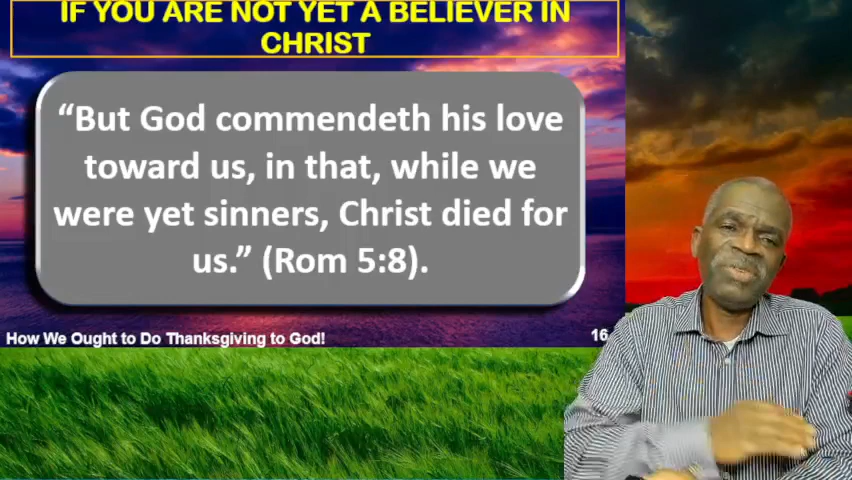 IF YOU ARE NOT YET A BELIEVER IN
CHRIST
“But God commendeth his love
toward us, in that, while we
were yet sinners, Christ died for
us.” (Rom 5:8).
How We Ought to Do Thanksgiving to God!
16